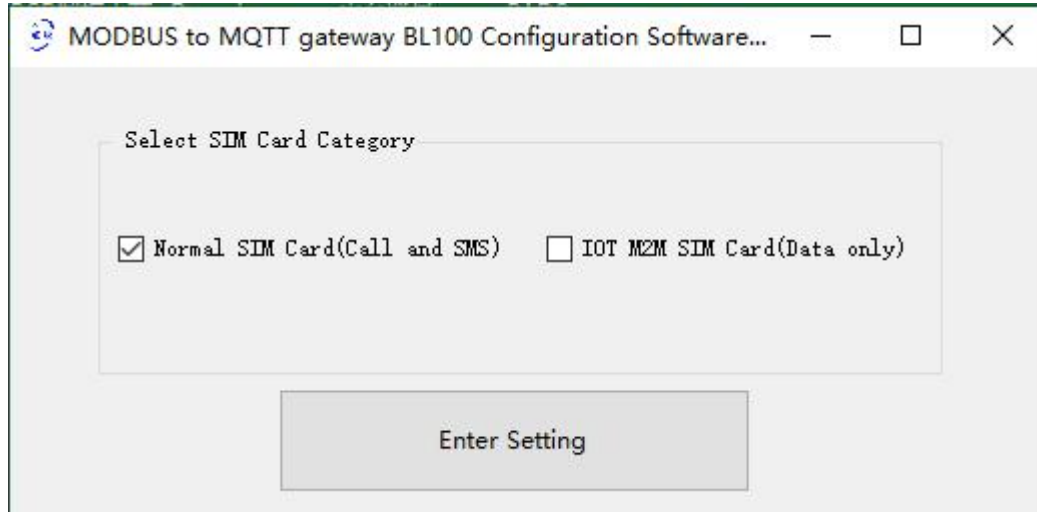 MODBUS to MQTT gateway BL100 Configuration Software...
Select SIM Card Category
Normal SIM Card(Call and SMS) IOT M2M SIM Card(Data only)
Enter Setting